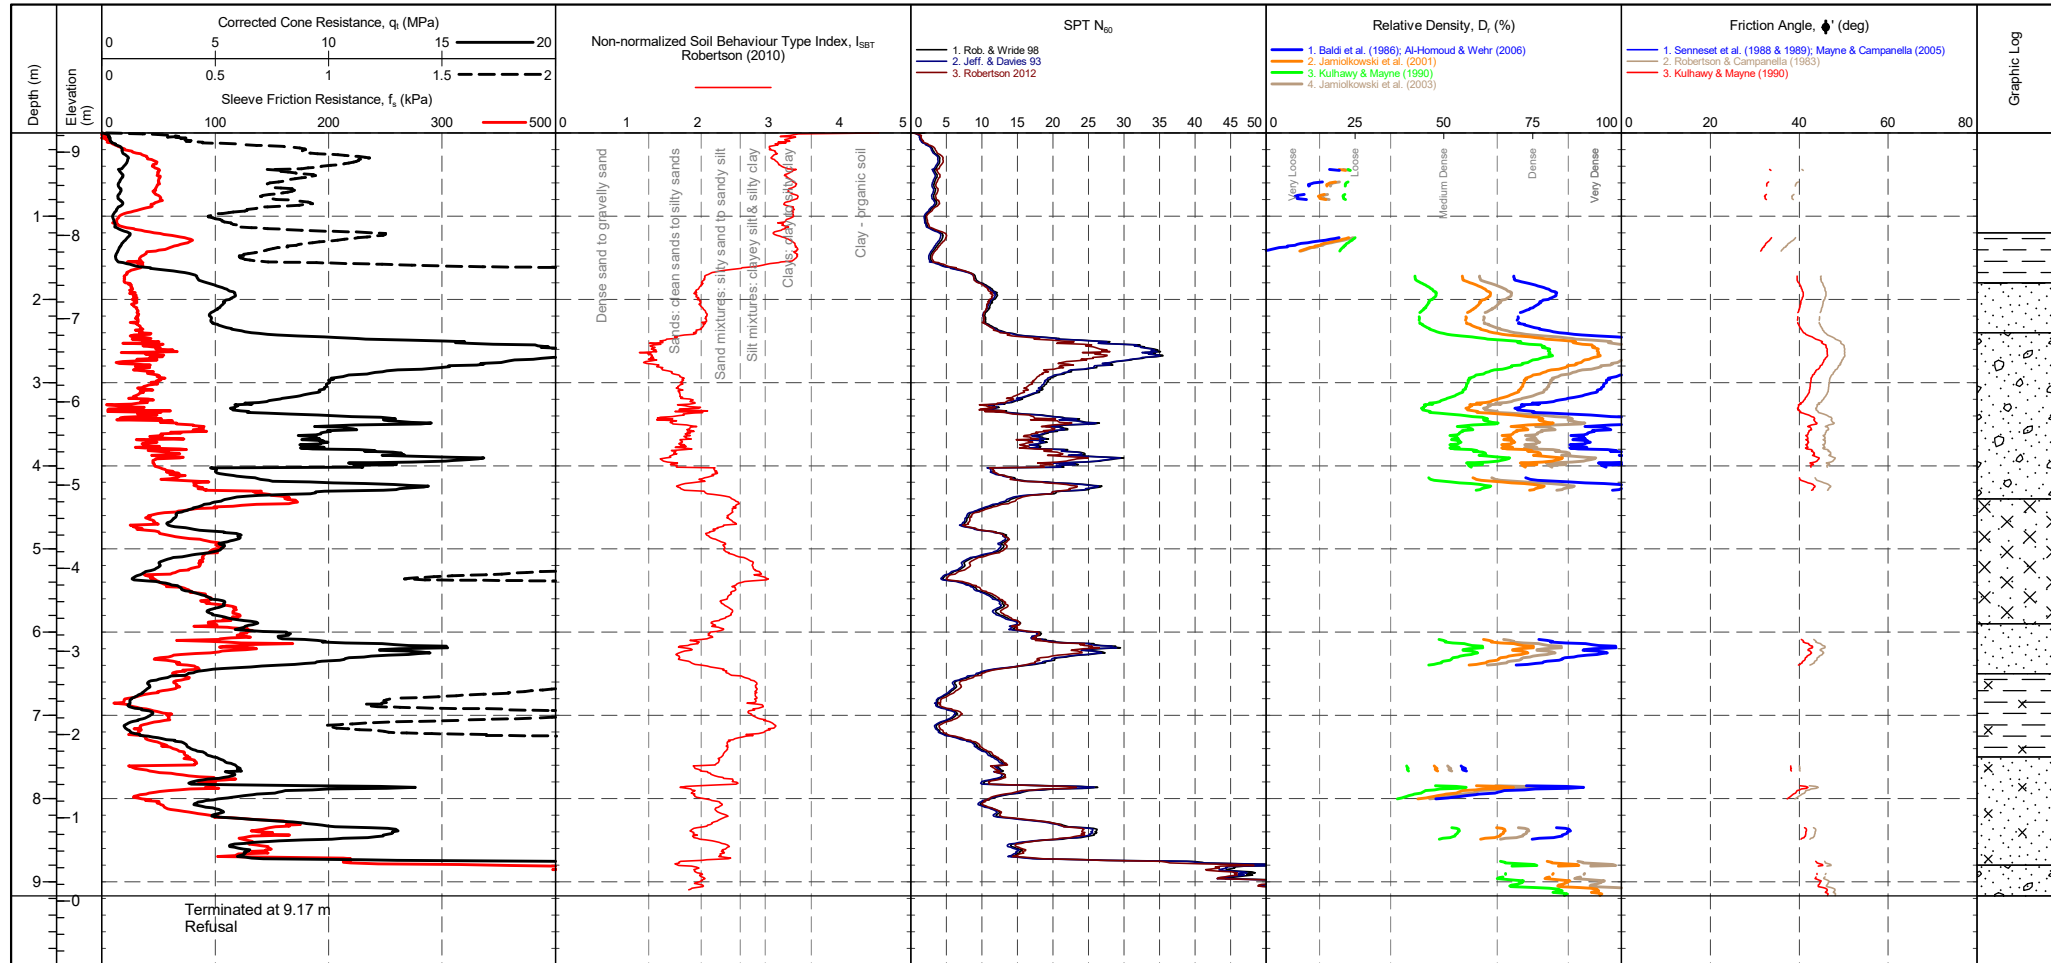 Depth (m)
Elevation (m)
Corrected Cone Resistance, qt (MPa)
0 5 10 15 20
0 0.5 1 1.5 2
Sleeve Friction Resistance, fs (kPa)
0 100 200 300 500
Non-normalized Soil Behaviour Type Index, ISBT
Robertson (2010)
0 1 2 3 4 5
SPT N60
1. Rob. & Wride 98
2. Jeff. & Davies 93
3. Robertson 2012
0 5 10 15 20 25 30 35 40 45 50
Relative Density, Dr (%)
1. Baldi et al. (1986); Al-Homoud & Wehr (2006)
2. Jamiolkowski et al. (2001)
3. Kulhawy & Mayne (1990)
4. Jamiolkowski et al. (2003)
0 25 50 75 100
Friction Angle, ϕ' (deg)
1. Senneset et al. (1988 & 1989); Mayne & Campanella (2005)
2. Robertson & Campanella (1983)
3. Kulhawy & Mayne (1990)
0 20 40 60 80
Graphic Log
Dense sand to gravelly sand
Sands: clean sands to silty sands
Sand mixtures: silty sand to sandy silt
Silt mixtures: clayey silt & silty clay
Clays: clay to silty clay
Clay - organic soil
Very Loose
Loose
Medium Dense
Dense
Very Dense
9
1
8
2
7
3
6
4
5
5
4
6
3
7
2
8
1
9
0
Terminated at 9.17 m
Refusal